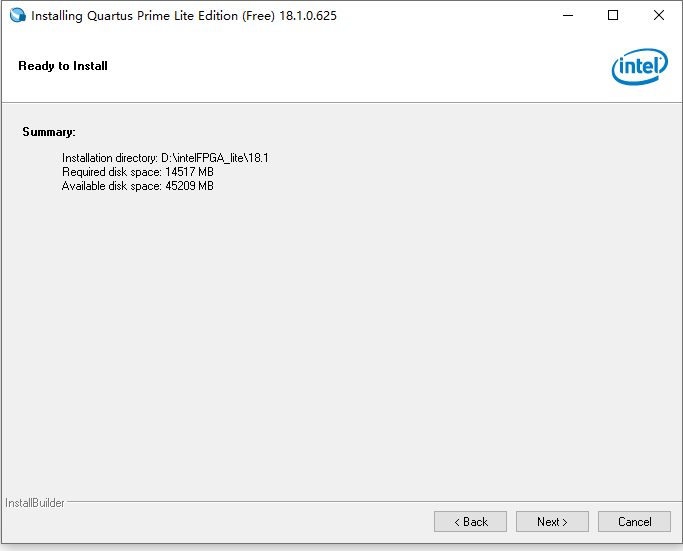 Installing Quartus Prime Lite Edition (Free) 18.1.0.625
Ready to Install
intel
Summary:
Installation directory: D:\intelFPGA_lite\18.1
Required disk space: 14517 MB
Available disk space: 45209 MB
InstallBuilder
< Back
Next >
Cancel